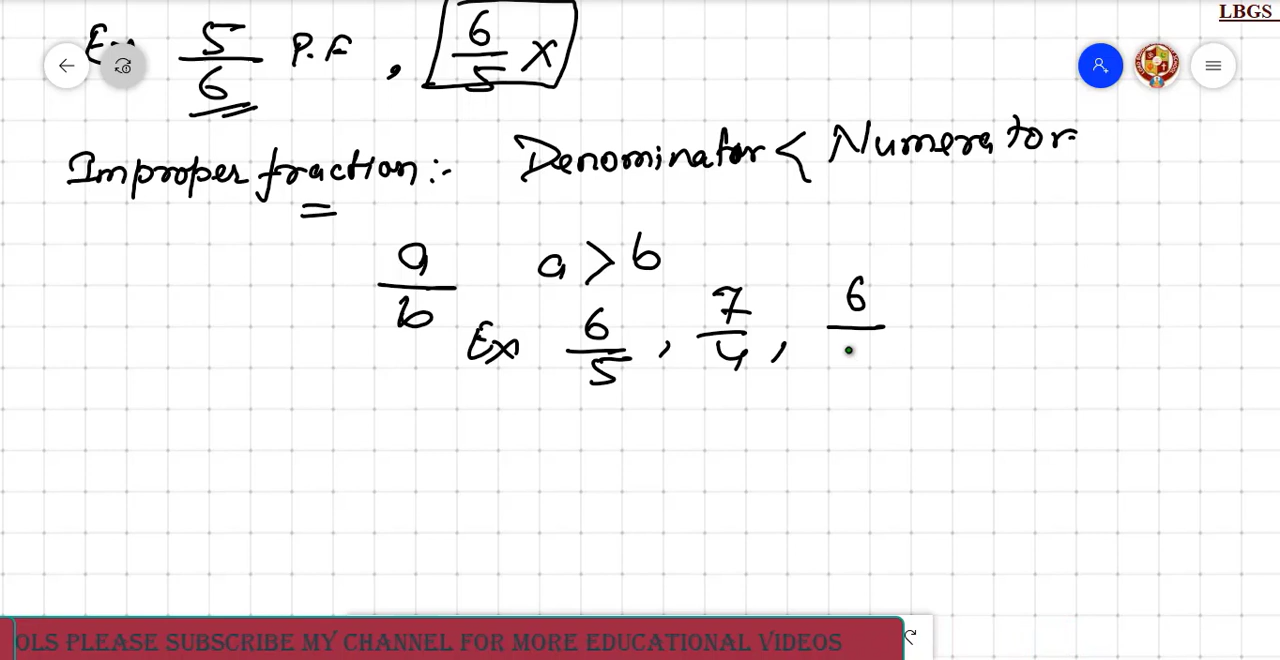 LBGS
Ex 5/6 P.F , 6/5 X
Improper fraction :- Denominator < Numerator
a/b a > b
Ex 6/5 , 7/4 , 6/
OLS PLEASE SUBSCRIBE MY CHANNEL FOR MORE EDUCATIONAL VIDEOS